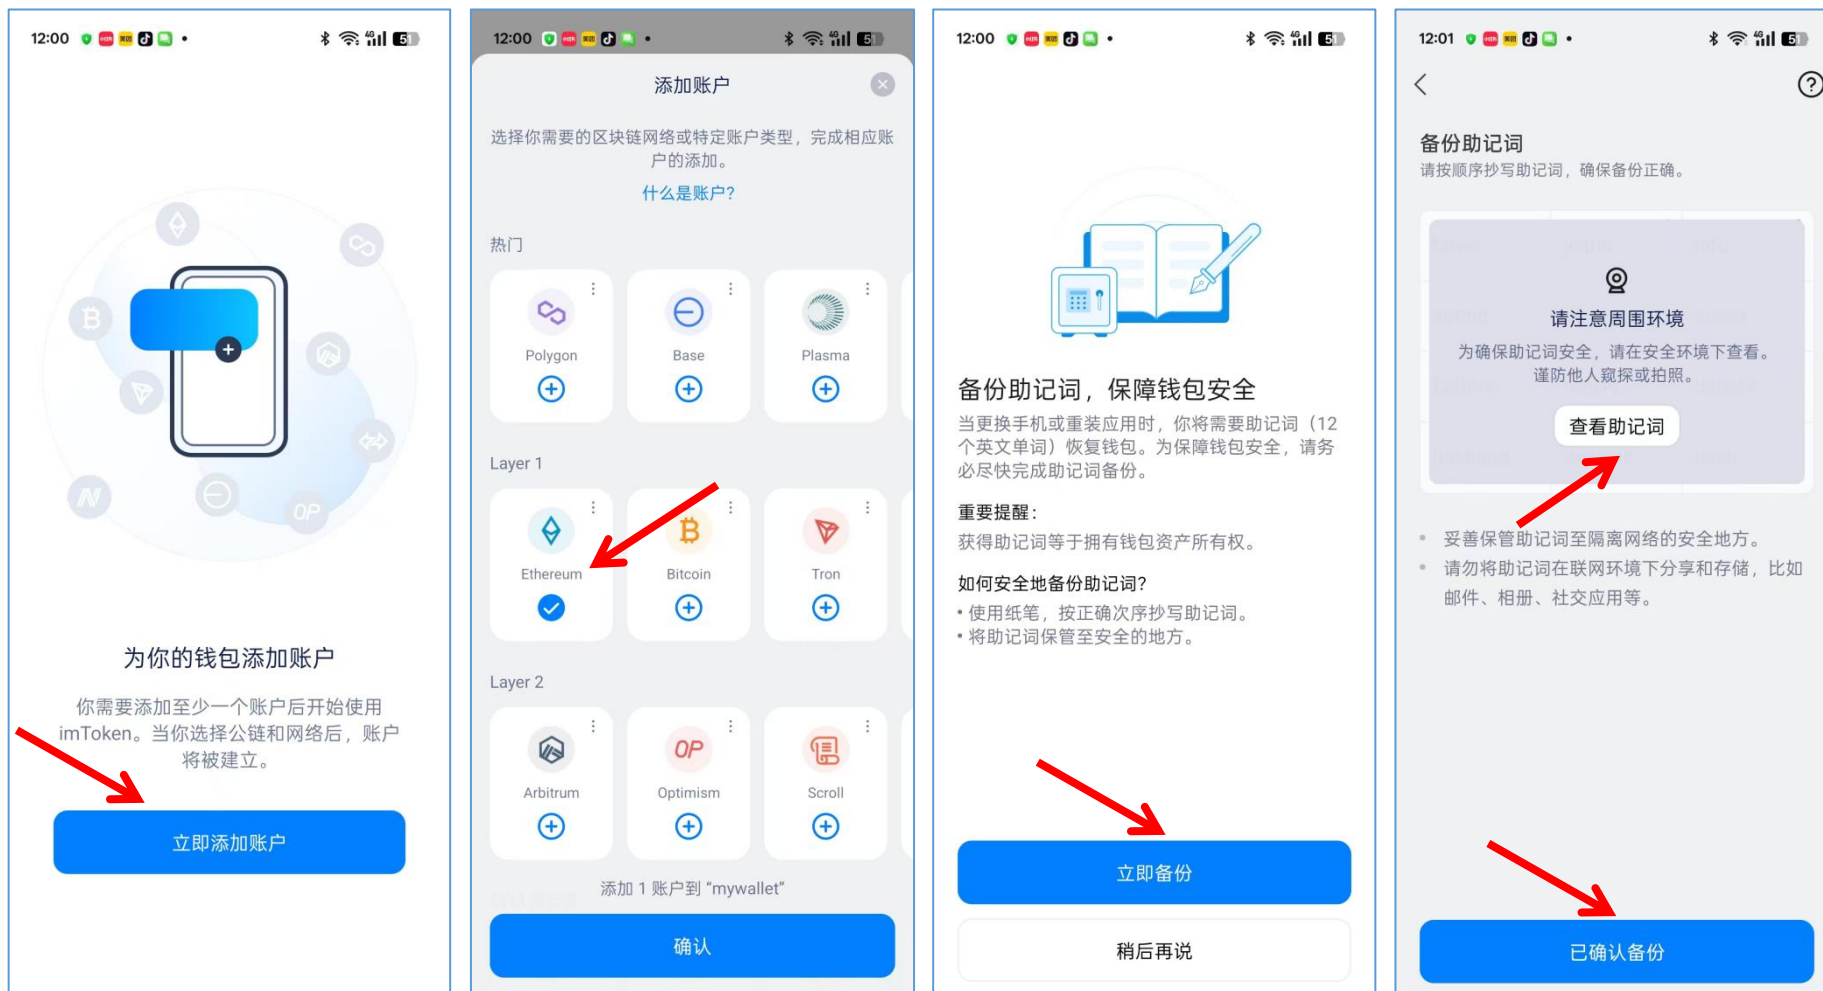 12:00
51
为你的钱包添加账户
你需要添加至少一个账户后开始使用
imToken。当你选择公链和网络后，账户
将被建立。
立即添加账户
12:00
51
添加账户
选择你需要的区块链网络或特定账户类型，完成相应账
户的添加。
什么是账户?
热门
Polygon
Base
Plasma
Layer 1
Ethereum
Bitcoin
Tron
Layer 2
OP
Arbitrum
Optimism
Scroll
添加 1 账户到 “mywallet”
确认
12:00
51
备份助记词，保障钱包安全
当更换手机或重装应用时，你将需要助记词（12
个英文单词）恢复钱包。为保障钱包安全，请务
必尽快完成助记词备份。
重要提醒：
获得助记词等于拥有钱包资产所有权。
如何安全地备份助记词?
• 使用纸笔，按正确次序抄写助记词。
• 将助记词保管至安全的地方。
立即备份
稍后再说
12:01
51
备份助记词
请按顺序抄写助记词，确保备份正确。
请注意周围环境
为确保助记词安全，请在安全环境下查看。
谨防他人窥探或拍照。
查看助记词
• 妥善保管助记词至隔离网络的安全地方。
• 请勿将助记词在联网环境下分享和存储，比如
邮件、相册、社交应用等。
已确认备份